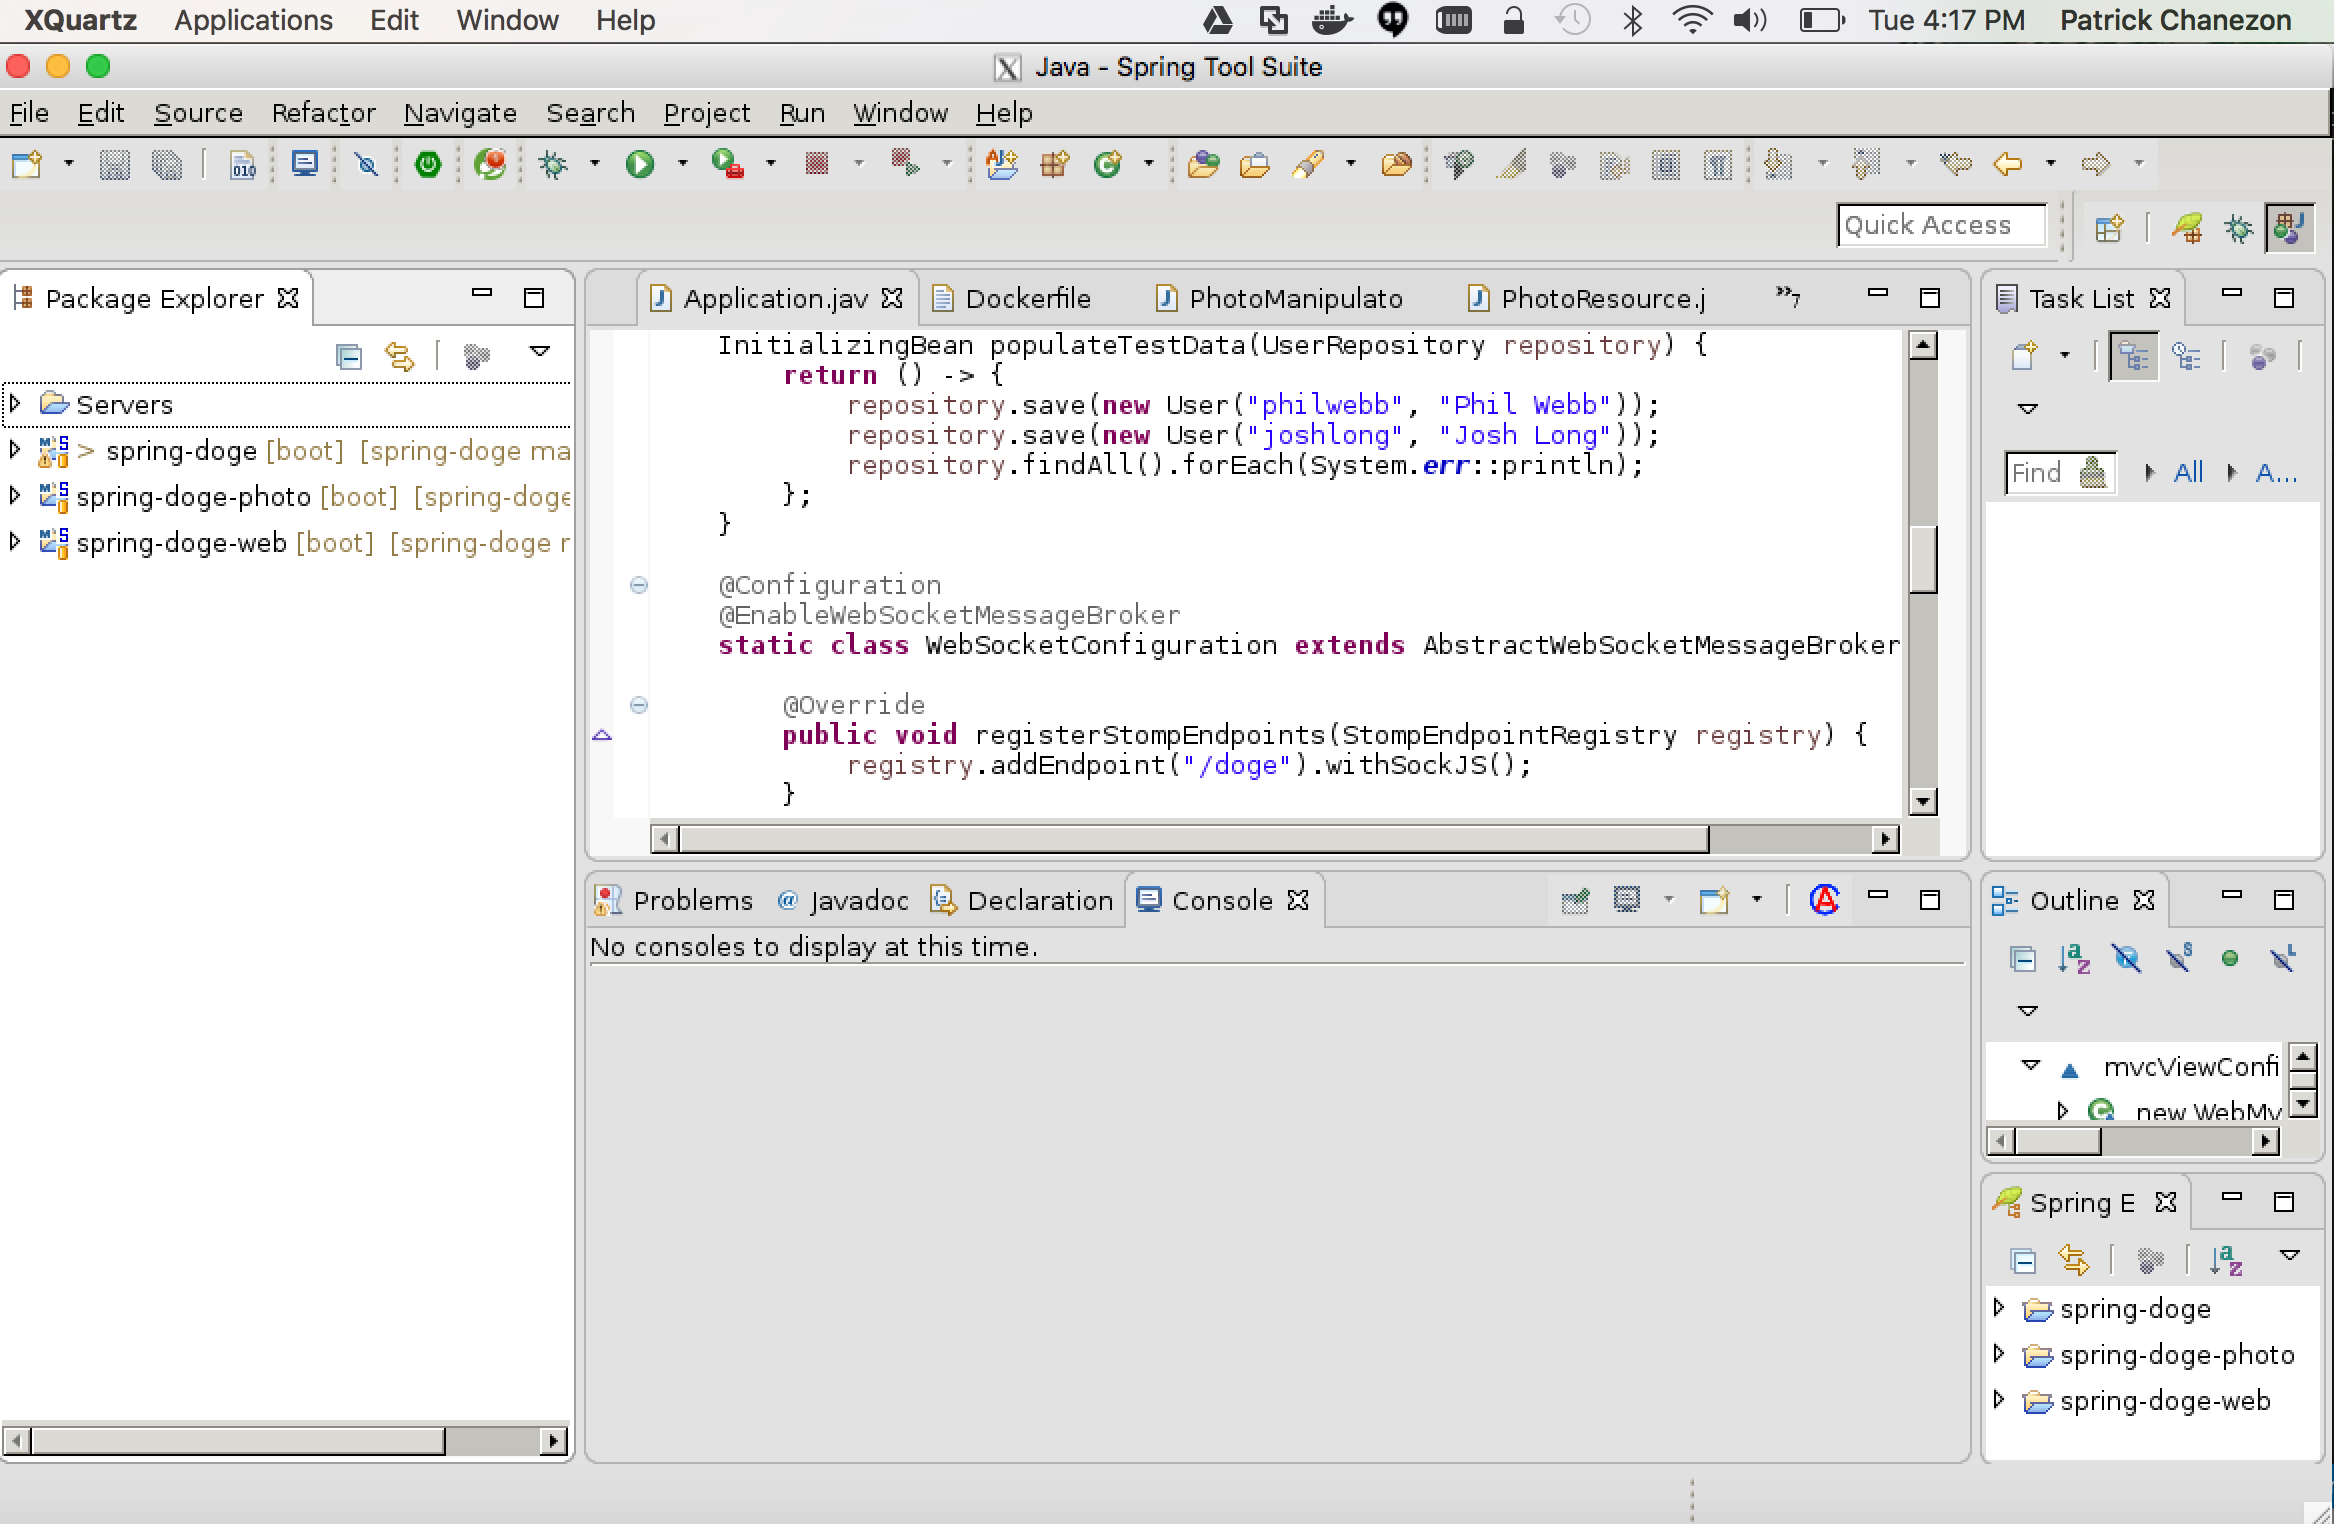 XQuartz Applications Edit Window Help Tue 4:17 PM Patrick Chanezon
Java - Spring Tool Suite
File Edit Source Refactor Navigate Search Project Run Window Help
Quick Access
Package Explorer
Servers
> spring-doge [boot] [spring-doge ma
spring-doge-photo [boot] [spring-doge
spring-doge-web [boot] [spring-doge r
Application.jav Dockerfile PhotoManipulato PhotoResource.j »7
InitializingBean populateTestData(UserRepository repository) {
return () -> {
repository.save(new User("philwebb", "Phil Webb"));
repository.save(new User("joshlong", "Josh Long"));
repository.findAll().forEach(System.err::println);
};
}
@Configuration
@EnableWebSocketMessageBroker
static class WebSocketConfiguration extends AbstractWebSocketMessageBroker
@Override
public void registerStompEndpoints(StompEndpointRegistry registry) {
registry.addEndpoint("/doge").withSockJS();
}
Task List
Find All A...
Problems Javadoc Declaration Console
No consoles to display at this time.
Outline
mvcViewConfi
new WebMv
Spring E
spring-doge
spring-doge-photo
spring-doge-web